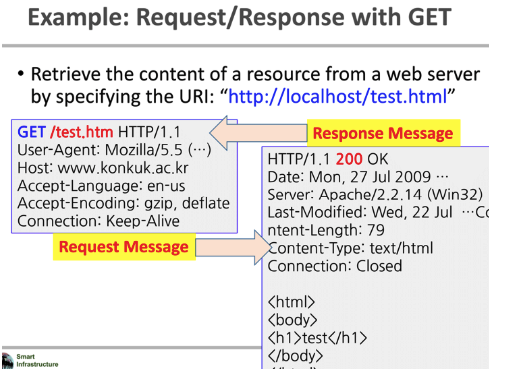 Example: Request/Response with GET
• Retrieve the content of a resource from a web server
by specifying the URI: “http://localhost/test.html”
GET /test.htm HTTP/1.1
User-Agent: Mozilla/5.5 (⋯)
Host: www.konkuk.ac.kr
Accept-Language: en-us
Accept-Encoding: gzip, deflate
Connection: Keep-Alive
Request Message
Response Message
HTTP/1.1 200 OK
Date: Mon, 27 Jul 2009 ⋯
Server: Apache/2.2.14 (Win32)
Last-Modified: Wed, 22 Jul ⋯Co
ntent-Length: 79
Content-Type: text/html
Connection: Closed
<html>
<body>
<h1>test</h1>
</body>
Smart
Infrastructure